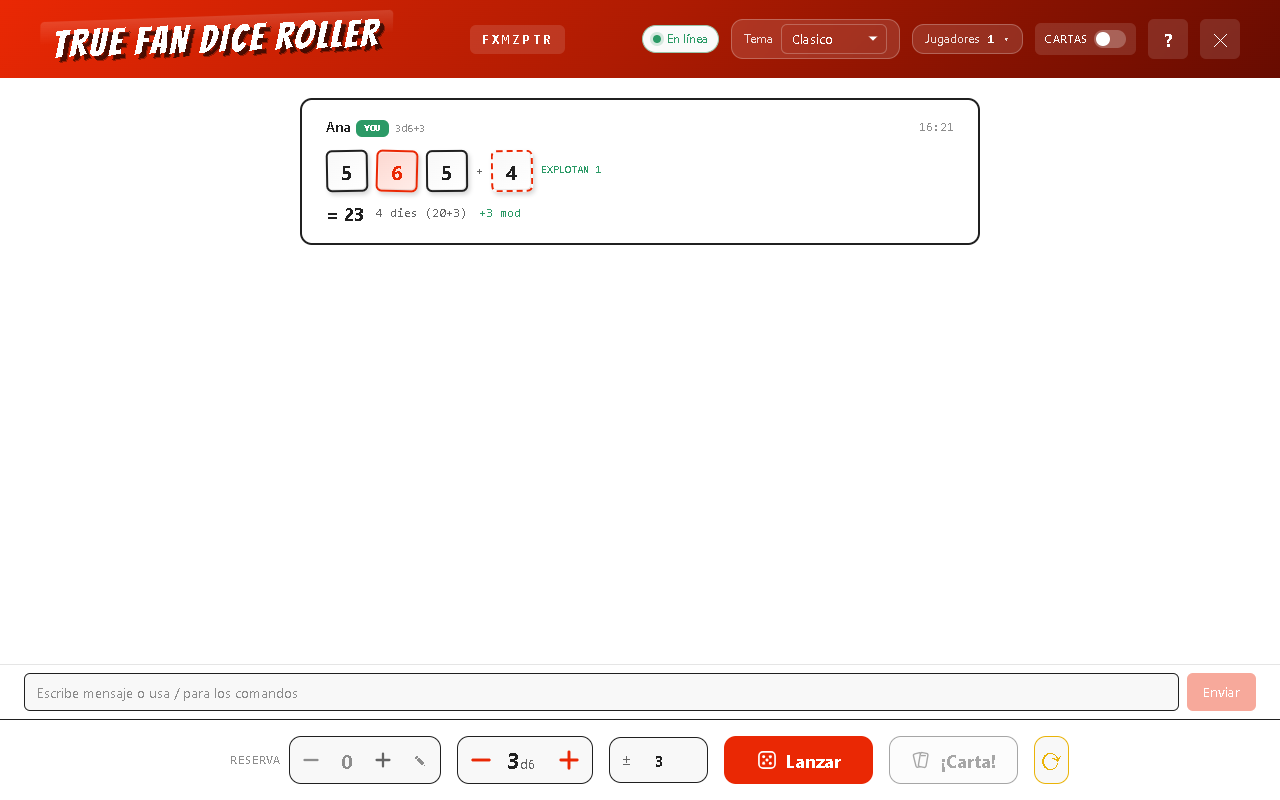 TRUE FAN DICE ROLLER
FXMZPTR
En línea
Tema Clasico
Jugadores 1
CARTAS
?
Ana YOU 3d6+3 16:21
5 6 5 + 4 EXPLOTAN 1
= 23 4 dies (20+3) +3 mod
Escribe mensaje o usa / para los comandos
Enviar
RESERVA − 0 + − 3d6 + ± 3 Lanzar ¡Carta!